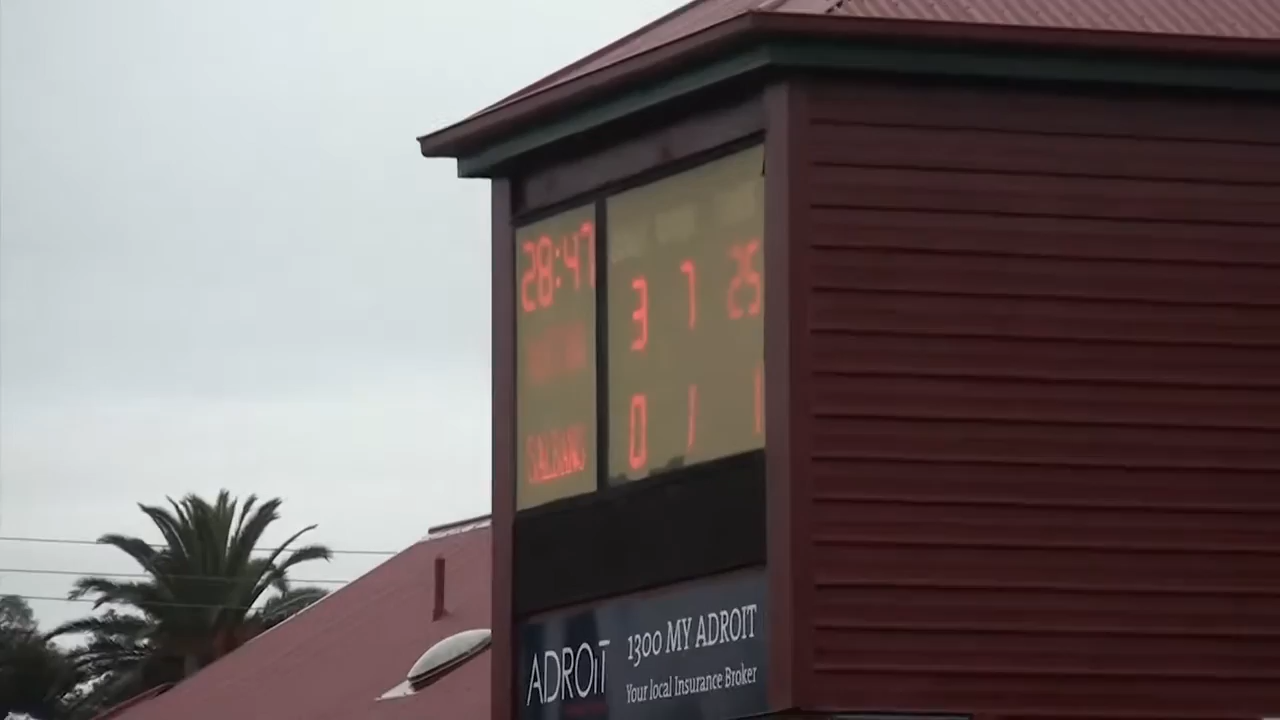 28:47
3 7 25
0 1 1
ADROIT
1300 MY ADROIT
Your local Insurance Broker